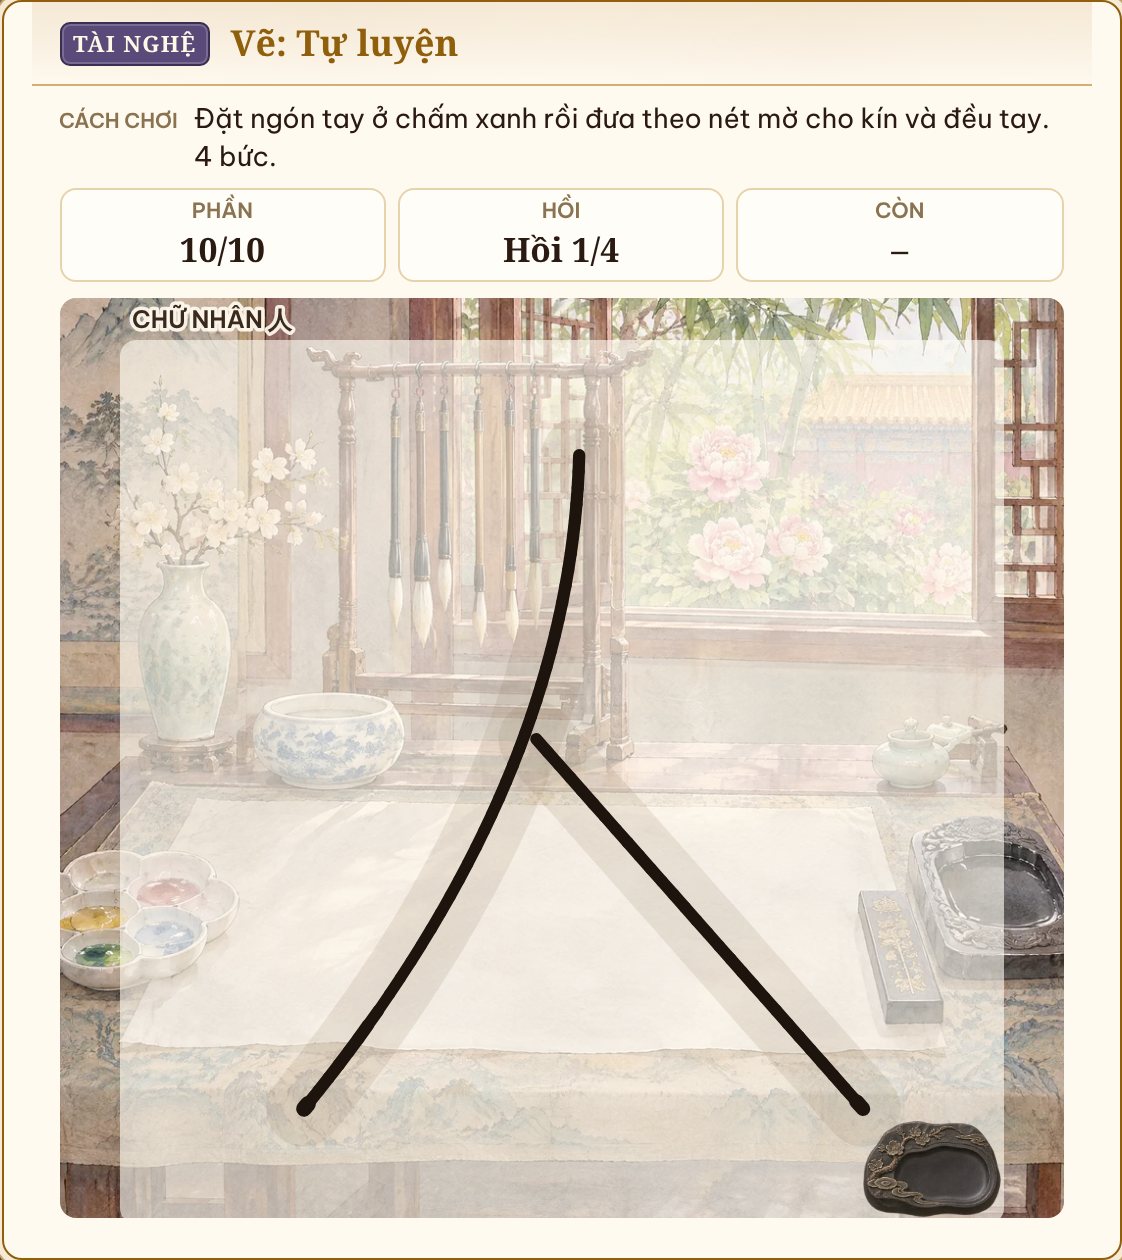 TÀI NGHỆ Vẽ: Tự luyện
CÁCH CHƠI Đặt ngón tay ở chấm xanh rồi đưa theo nét mờ cho kín và đều tay.
4 bức.
PHẦN HỒI CÒN
10/10 Hồi 1/4 –
CHỮ NHÂN 人
人